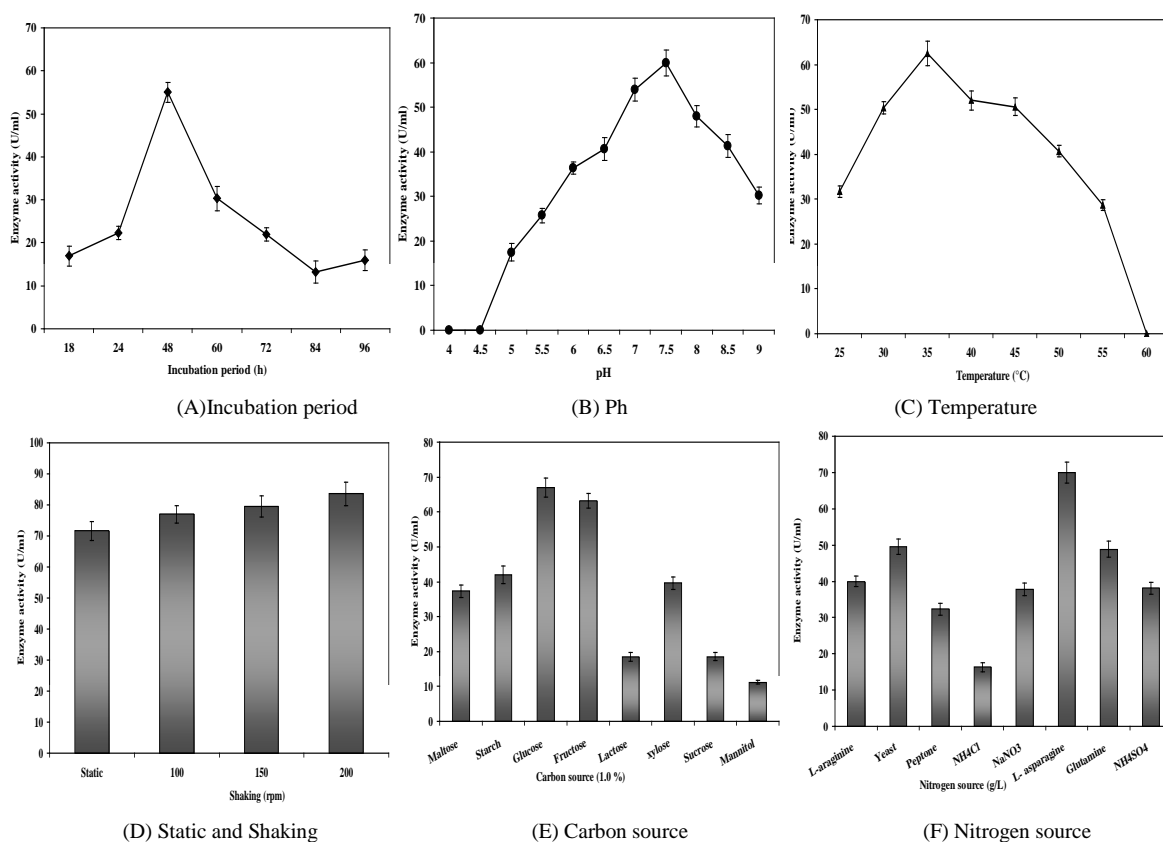 70
60
50
40
30
20
10
0
Enzyme activity (U/ml)
18 24 48 60 72 84 96
Incubation period (h)
(A)Incubation period
70
60
50
40
30
20
10
0
Enzyme activity (U/ml)
4 4.5 5 5.5 6 6.5 7 7.5 8 8.5 9
pH
(B) Ph
70
60
50
40
30
20
10
0
Enzyme activity (U/ml)
25 30 35 40 45 50 55 60
Temperature (°C)
(C) Temperature
100
90
80
70
60
50
40
30
20
10
0
Enzyme activity (U/ml)
Static 100 150 200
Shaking (rpm)
(D) Static and Shaking
80
70
60
50
40
30
20
10
0
Enzyme activity (U/ml)
Maltose Starch Glucose Fructose Lactose xylose Sucrose Mannitol
Carbon source (1.0 %)
(E) Carbon source
80
70
60
50
40
30
20
10
0
Enzyme activity (U/ml)
L-araginine Yeast Peptone NH4Cl NaNO3 L- asparagine Glutamine NH4SO4
Nitrogen source (g/L)
(F) Nitrogen source